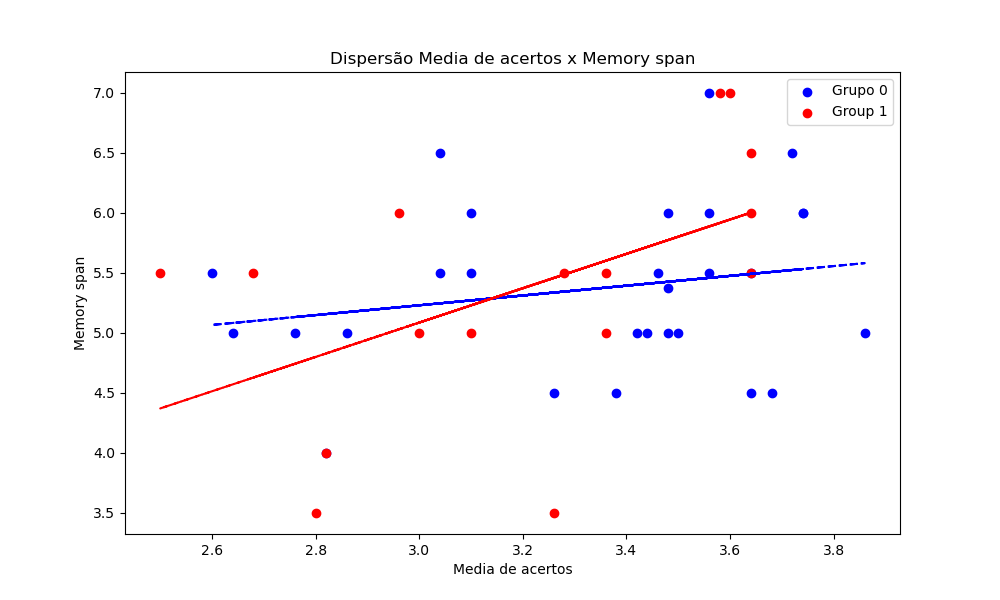 Dispersão Media de acertos x Memory span
Grupo 0
Group 1
7.0
6.5
6.0
5.5
5.0
4.5
4.0
3.5
Memory span
2.6 2.8 3.0 3.2 3.4 3.6 3.8
Media de acertos